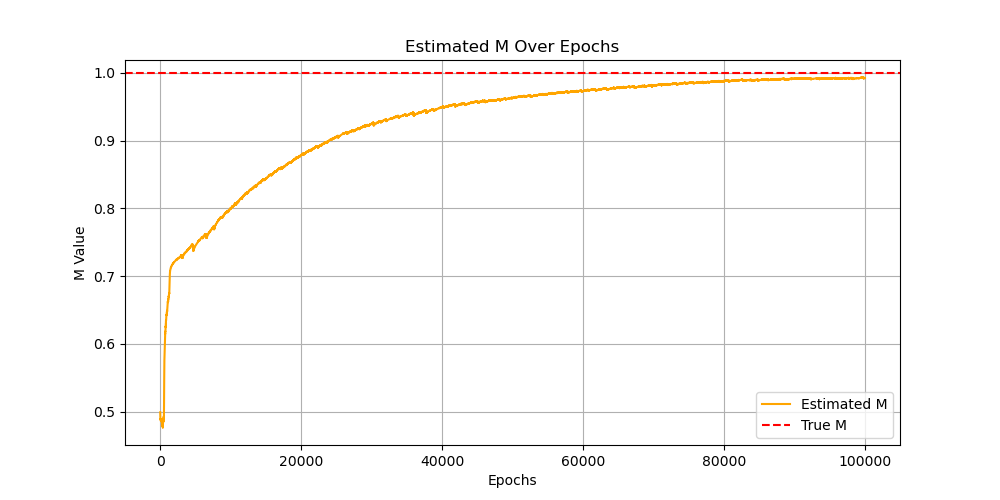 Estimated M Over Epochs
M Value
1.0
0.9
0.8
0.7
0.6
0.5
0 20000 40000 60000 80000 100000
Epochs
Estimated M
True M